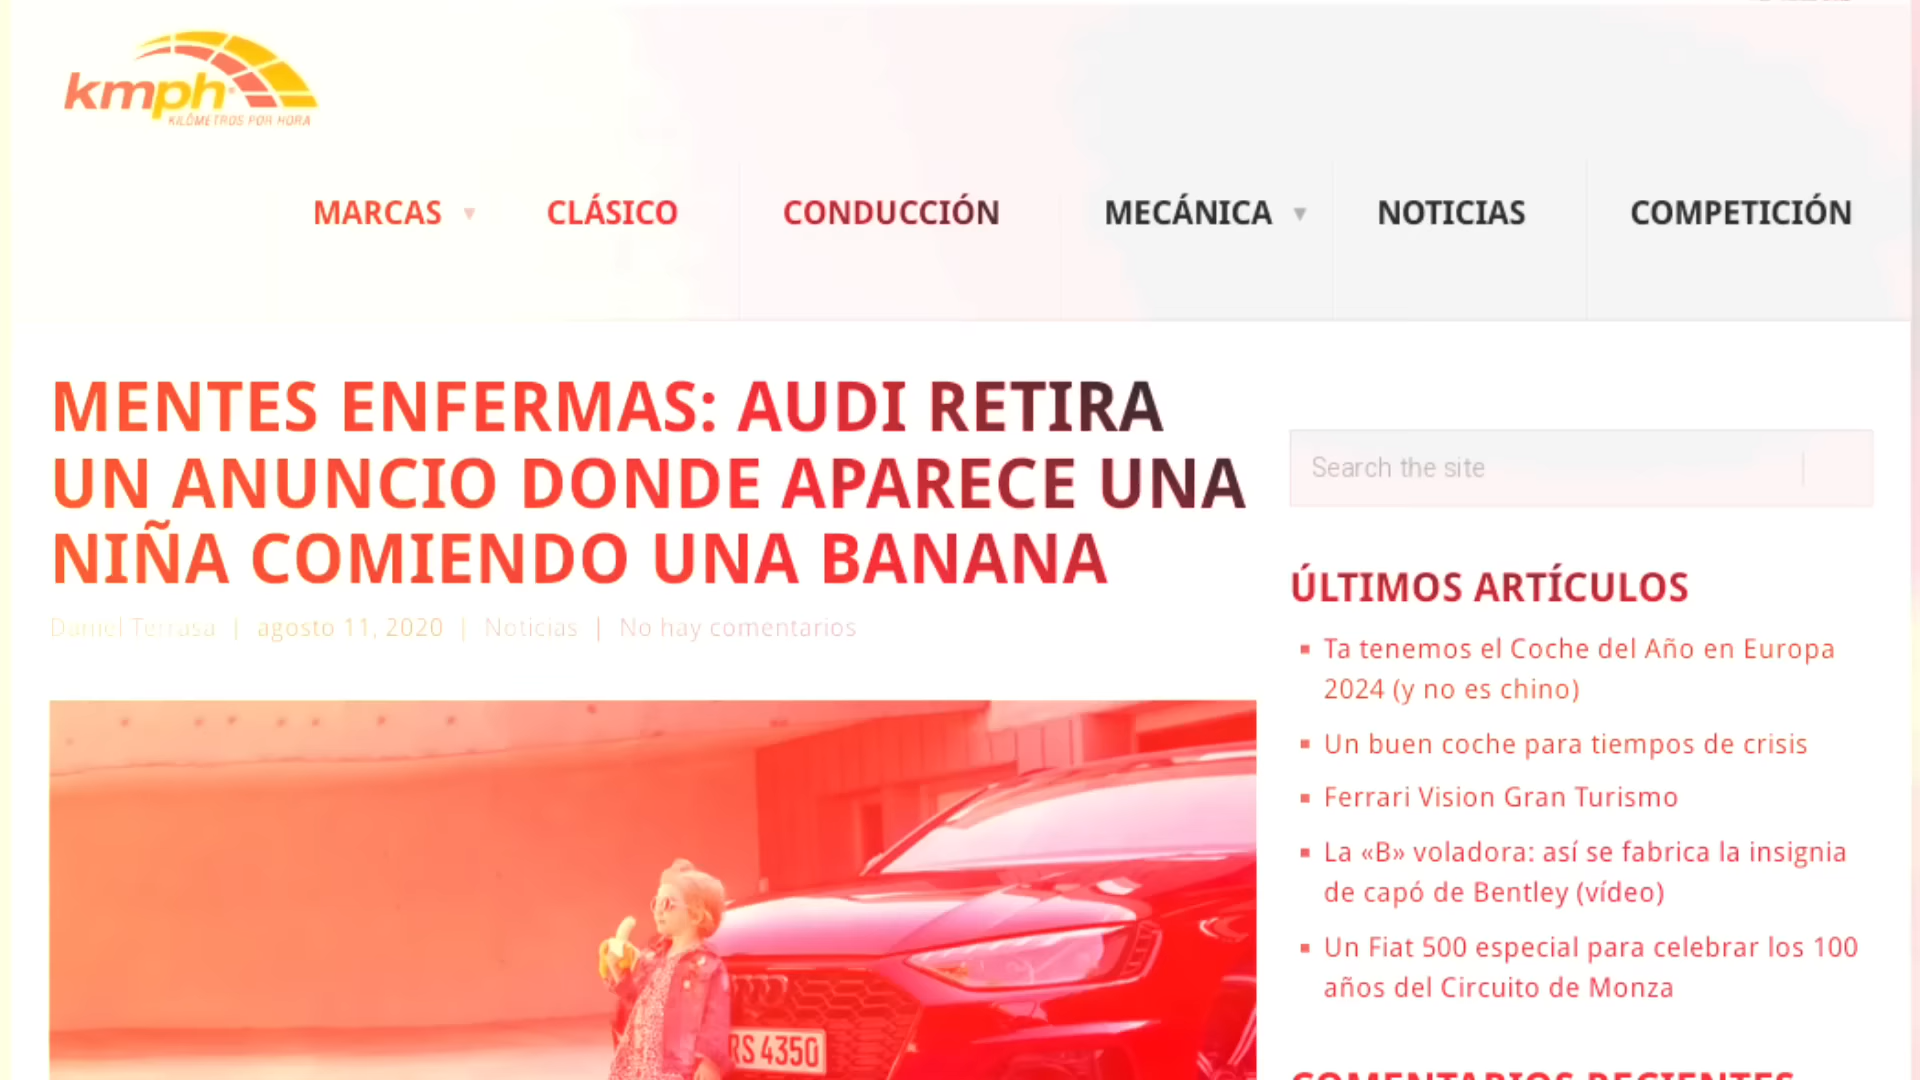 kmph
KILÓMETROS POR HORA
MARCAS ▼ CLÁSICO CONDUCCIÓN MECÁNICA ▼ NOTICIAS COMPETICIÓN
MENTES ENFERMAS: AUDI RETIRA
UN ANUNCIO DONDE APARECE UNA
NIÑA COMIENDO UNA BANANA
Daniel Terrasa | agosto 11, 2020 | Noticias | No hay comentarios
RS 4350
Search the site
ÚLTIMOS ARTÍCULOS
Ta tenemos el Coche del Año en Europa
2024 (y no es chino)
Un buen coche para tiempos de crisis
Ferrari Vision Gran Turismo
La «B» voladora: así se fabrica la insignia
de capó de Bentley (vídeo)
Un Fiat 500 especial para celebrar los 100
años del Circuito de Monza
COMENTARIOS RECIENTES